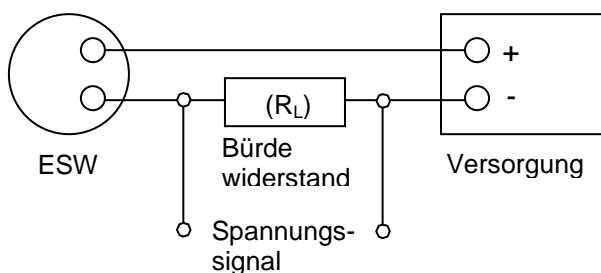 +
(RL)
-
ESW
Bürde
widerstand
Versorgung
Spannungs-
signal